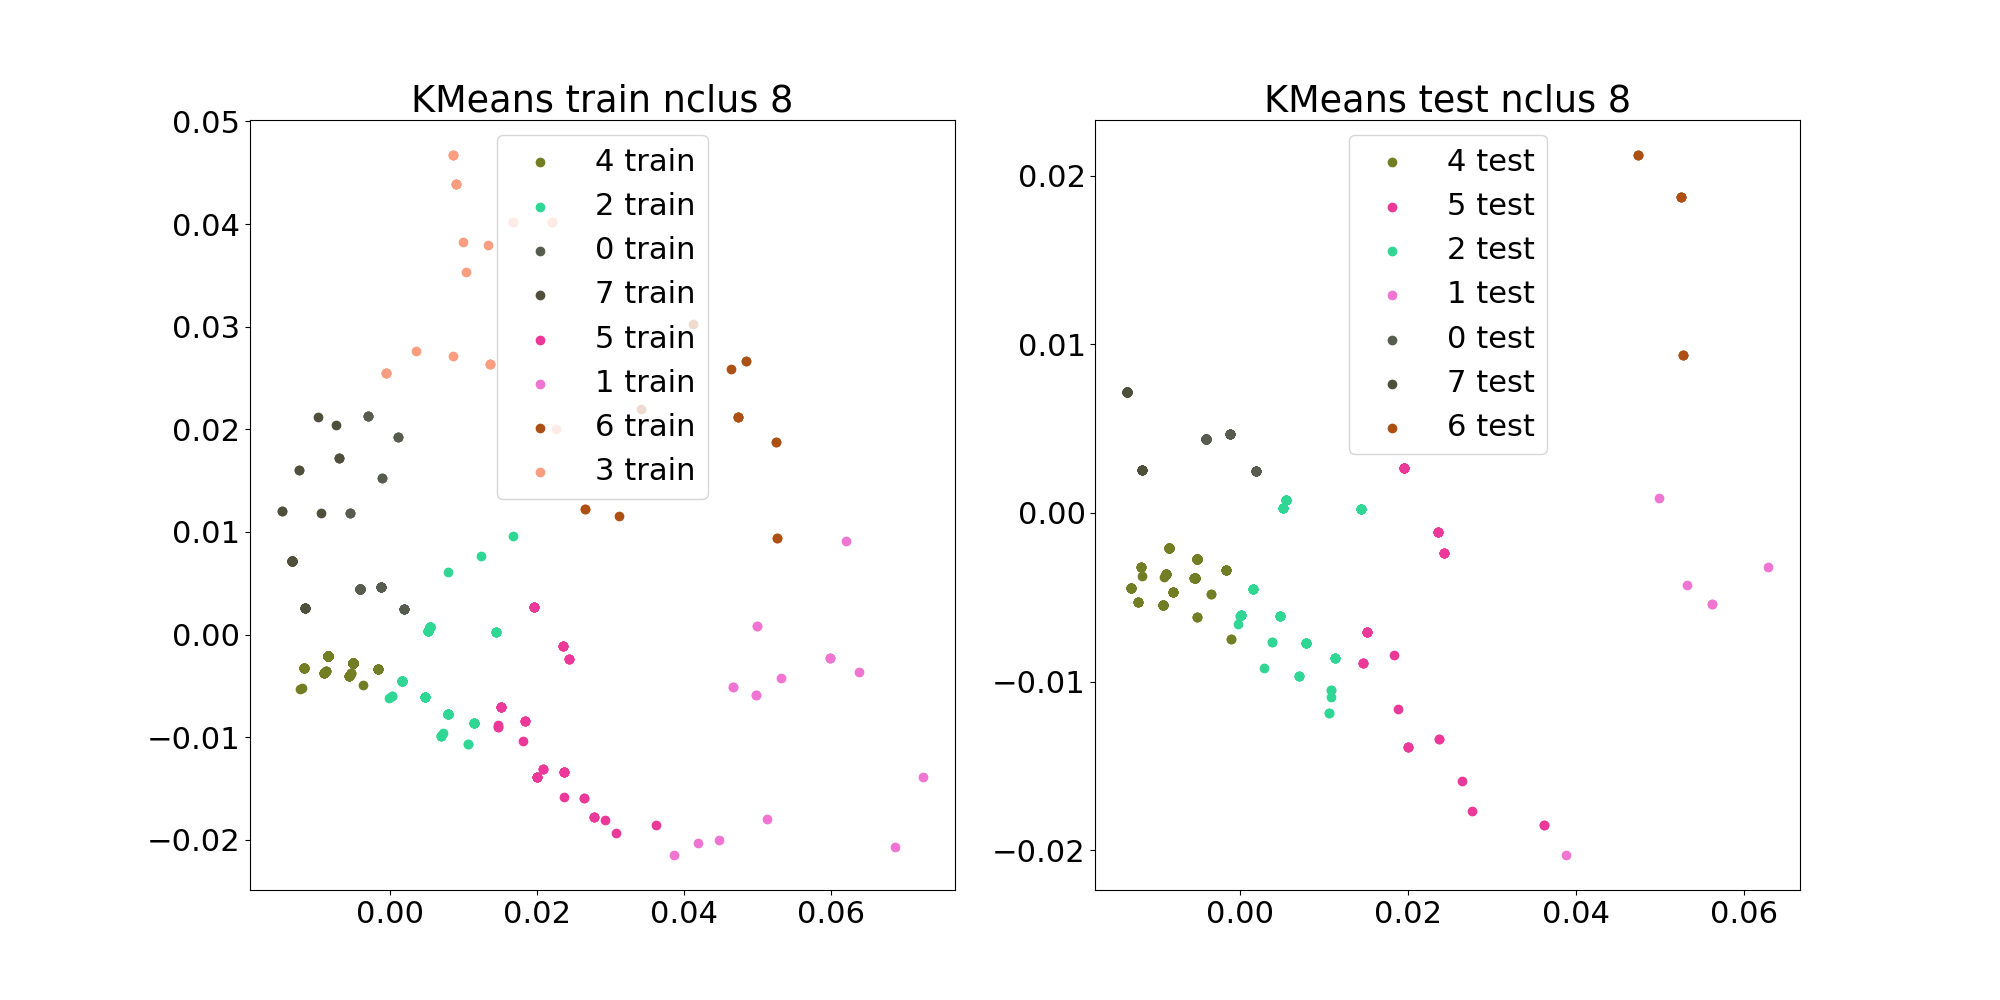 KMeans train nclus 8
0.05
0.04
0.03
0.02
0.01
0.00
−0.01
−0.02
0.00 0.02 0.04 0.06
4 train
2 train
0 train
7 train
5 train
1 train
6 train
3 train
KMeans test nclus 8
0.02
0.01
0.00
−0.01
−0.02
0.00 0.02 0.04 0.06
4 test
5 test
2 test
1 test
0 test
7 test
6 test